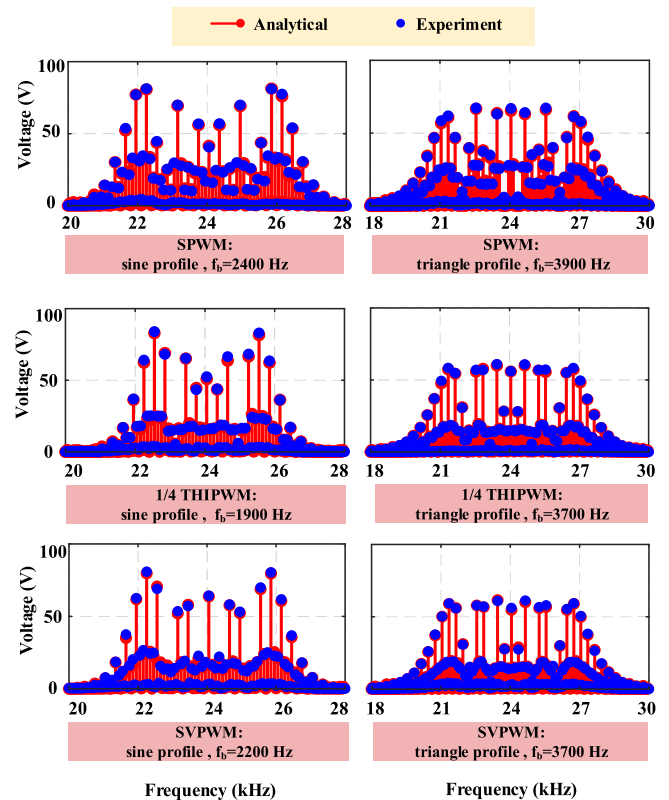 Analytical Experiment
Voltage (V)
100
50
0
20 22 24 26 28
18 21 24 27 30
SPWM:
sine profile , fb=2400 Hz
SPWM:
triangle profile , fb=3900 Hz
Voltage (V)
100
50
0
20 22 24 26 28
18 21 24 27 30
1/4 THIPWM:
sine profile , fb=1900 Hz
1/4 THIPWM:
triangle profile , fb=3700 Hz
Voltage (V)
100
50
0
20 22 24 26 28
18 21 24 27 30
SVPWM:
sine profile , fb=2200 Hz
SVPWM:
triangle profile , fb=3700 Hz
Frequency (kHz) Frequency (kHz)